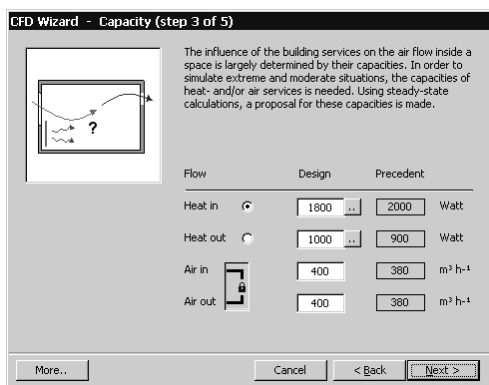 CFD Wizard - Capacity (step 3 of 5)
The influence of the building services on the air flow inside a
space is largely determined by their capacities. In order to
simulate extreme and moderate situations, the capacities of
heat- and/or air services is needed. Using steady-state
calculations, a proposal for these capacities is made.
?
Flow Design Precedent
Heat in 1800 .. 2000 Watt
Heat out 1000 .. 900 Watt
Air in 400 380 m³ h-¹
Air out 400 380 m³ h-¹
More.. Cancel < Back Next >